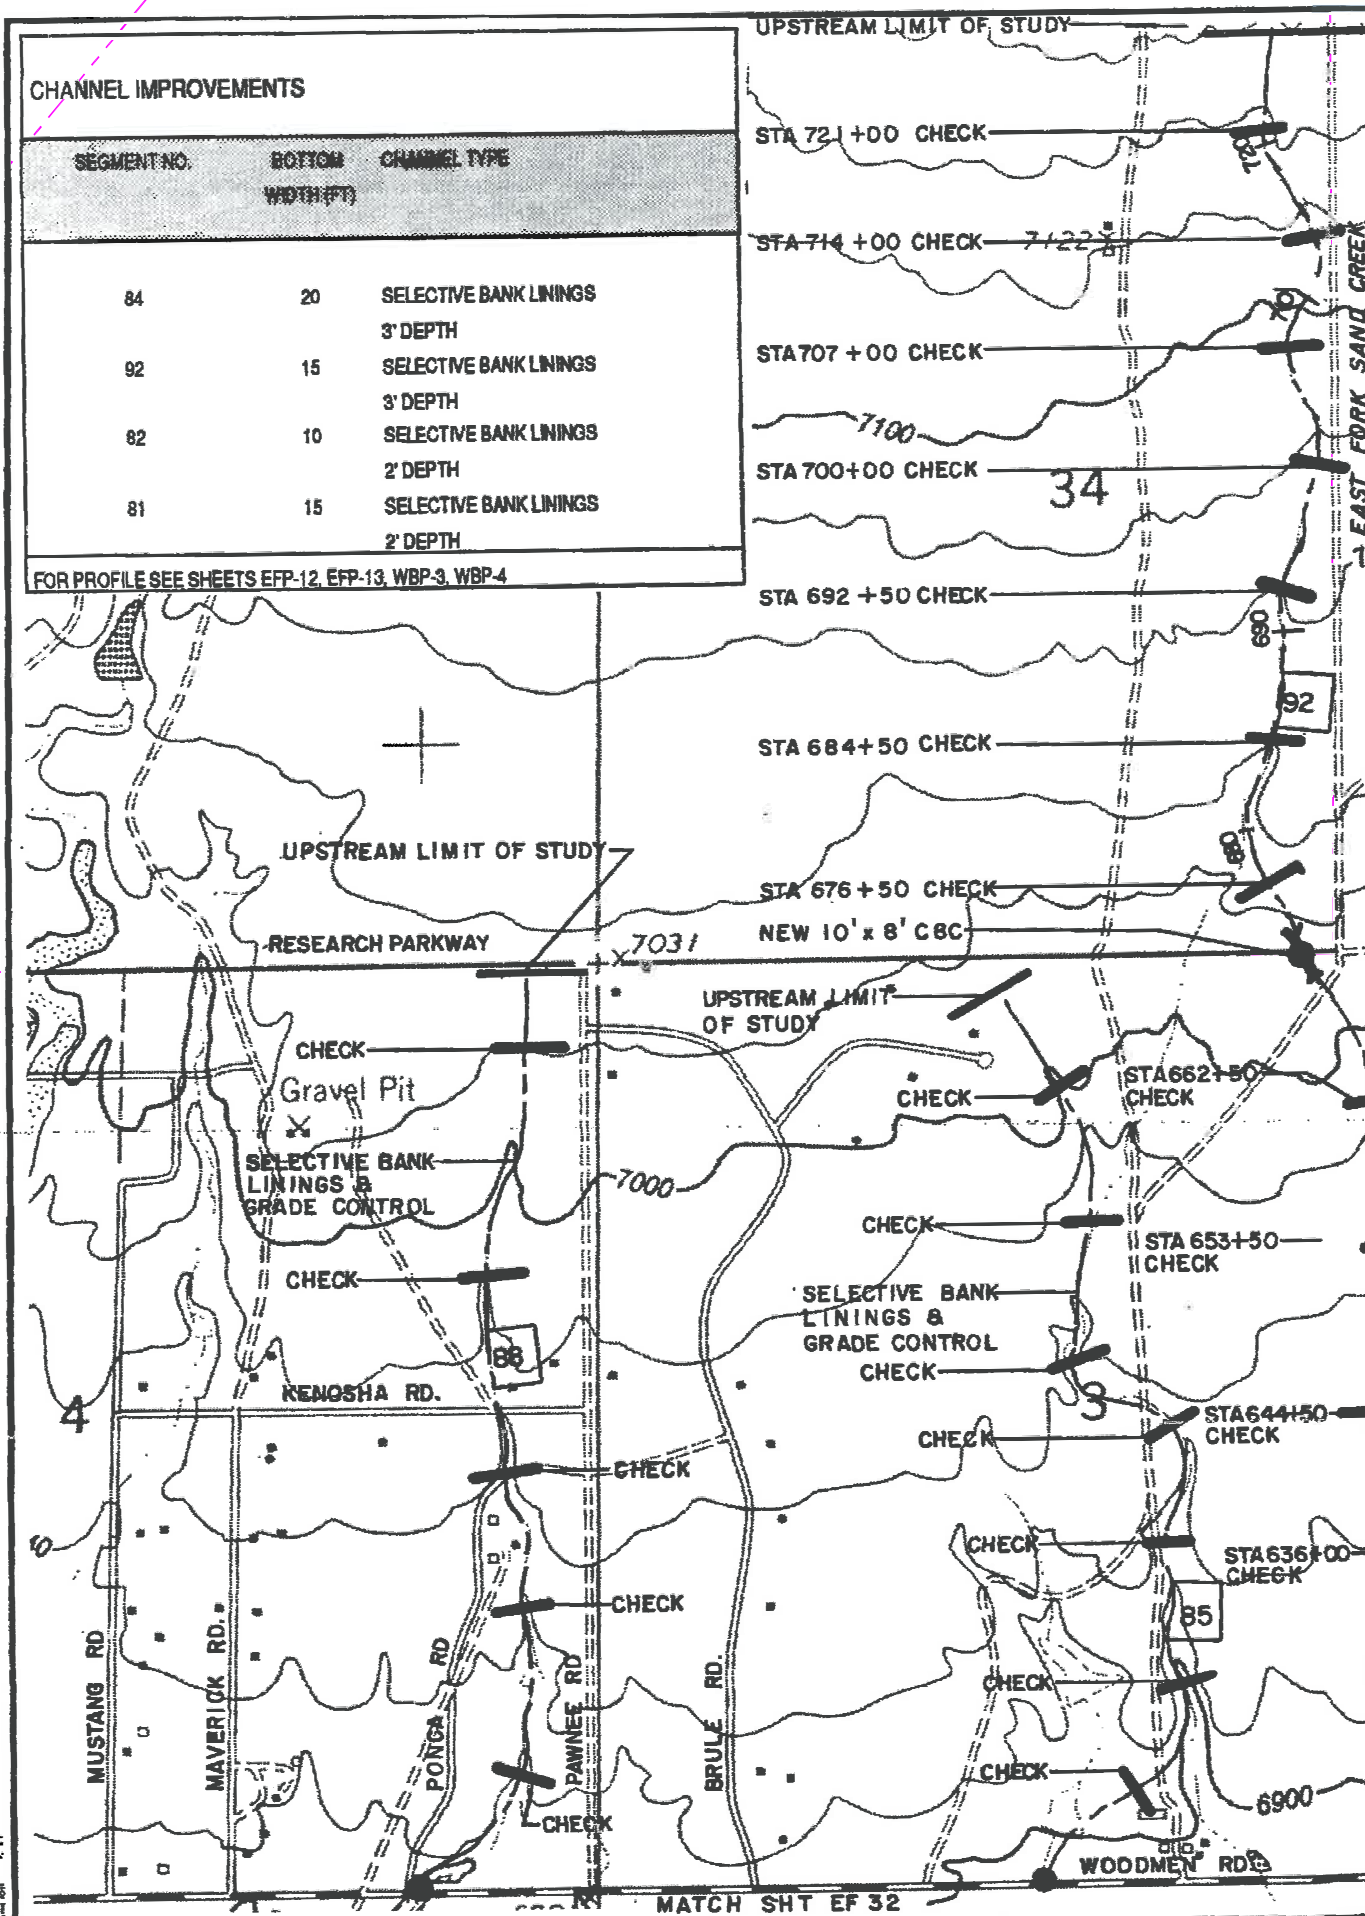 CHANNEL IMPROVEMENTS
SEGMENT NO. BOTTOM WIDTH (FT) CHANNEL TYPE
84 20 SELECTIVE BANK LININGS
3' DEPTH
92 15 SELECTIVE BANK LININGS
3' DEPTH
82 10 SELECTIVE BANK LININGS
2' DEPTH
81 15 SELECTIVE BANK LININGS
2' DEPTH
FOR PROFILE SEE SHEETS EFP-12, EFP-13, WBP-3, WBP-4
UPSTREAM LIMIT OF STUDY
STA 721+00 CHECK
720
STA 714+00 CHECK
7122
EAST FORK SAND CREEK
STA 707+00 CHECK
7100
STA 700+00 CHECK
34
STA 692+50 CHECK
690
92
STA 684+50 CHECK
680
UPSTREAM LIMIT OF STUDY
STA 676+50 CHECK
NEW 10' x 8' CBC
RESEARCH PARKWAY
7031
UPSTREAM LIMIT
OF STUDY
CHECK
Gravel Pit
CHECK
STA 662+50
CHECK
SELECTIVE BANK
LININGS &
GRADE CONTROL
7000
CHECK
STA 653+50
CHECK
CHECK
SELECTIVE BANK
LININGS &
GRADE CONTROL
88
CHECK
KENOSHA RD.
4
3
STA 644+50
CHECK
CHECK
CHECK
CHECK
STA 636+00
CHECK
CHECK
85
MUSTANG RD
MAVERICK RD.
PONCA RD
PAWNEE RD
BRULE RD.
CHECK
CHECK
6900
CHECK
WOODMEN RD
MATCH SHT EF 32